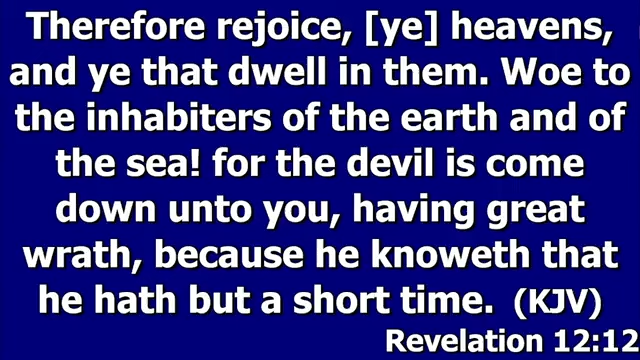 Therefore rejoice, [ye] heavens,
and ye that dwell in them. Woe to
the inhabiters of the earth and of
the sea! for the devil is come
down unto you, having great
wrath, because he knoweth that
he hath but a short time. (KJV)
Revelation 12:12